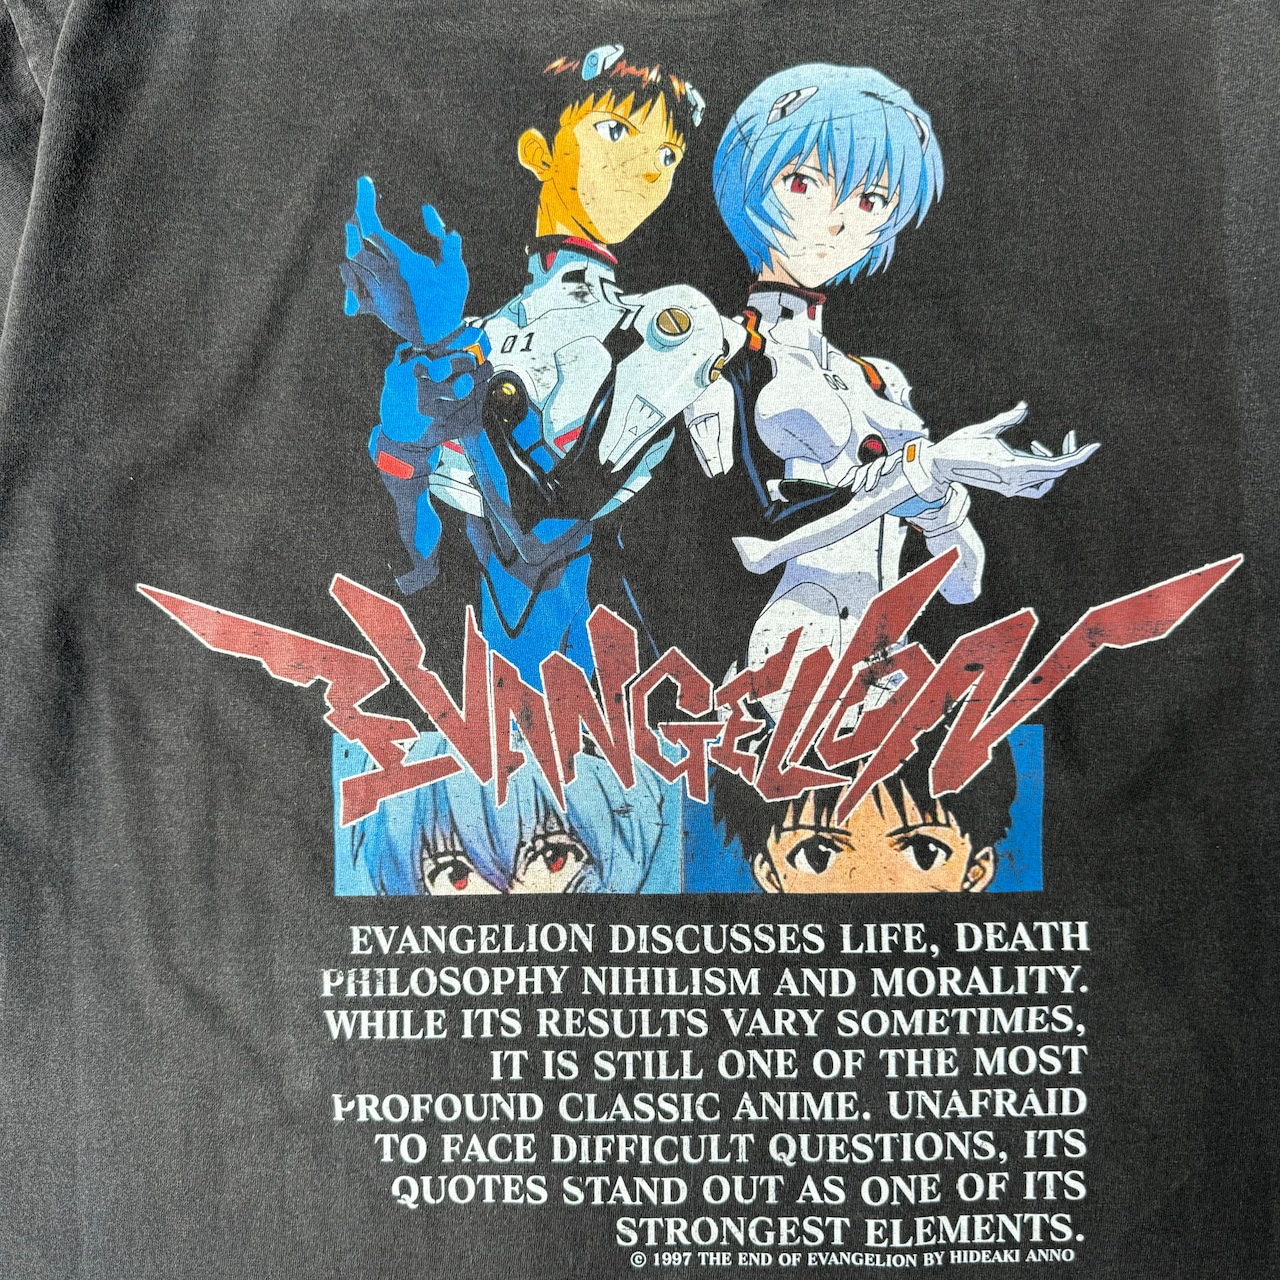 01
00
EVANGELION
EVANGELION DISCUSSES LIFE, DEATH
PHILOSOPHY NIHILISM AND MORALITY.
WHILE ITS RESULTS VARY SOMETIMES,
IT IS STILL ONE OF THE MOST
PROFOUND CLASSIC ANIME. UNAFRAID
TO FACE DIFFICULT QUESTIONS, ITS
QUOTES STAND OUT AS ONE OF ITS
STRONGEST ELEMENTS.
© 1997 THE END OF EVANGELION BY HIDEAKI ANNO